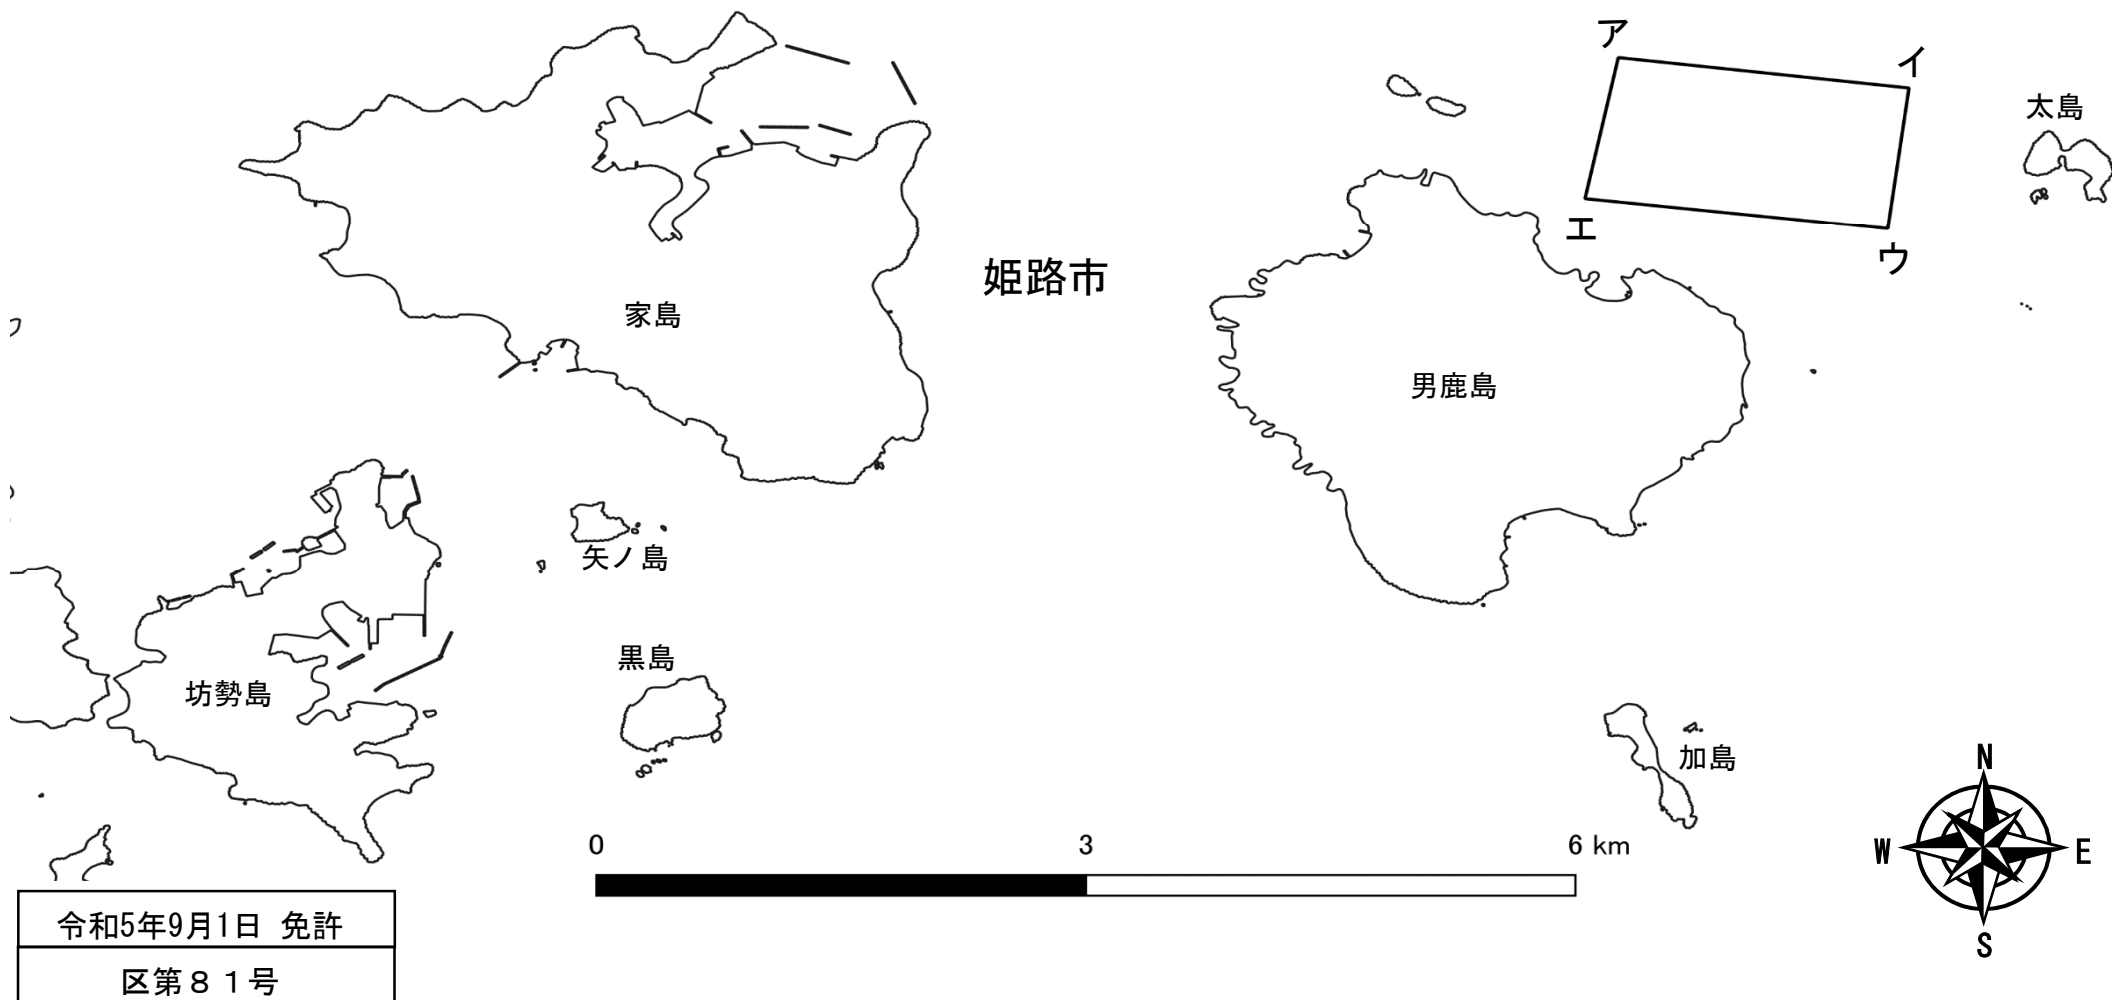 ア
イ
太島
エ
ウ
姫路市
家島
男鹿島
矢ノ島
黒島
坊勢島
加島
N
W
E
S
0 3 6 km
令和5年9月1日 免許
区第８１号